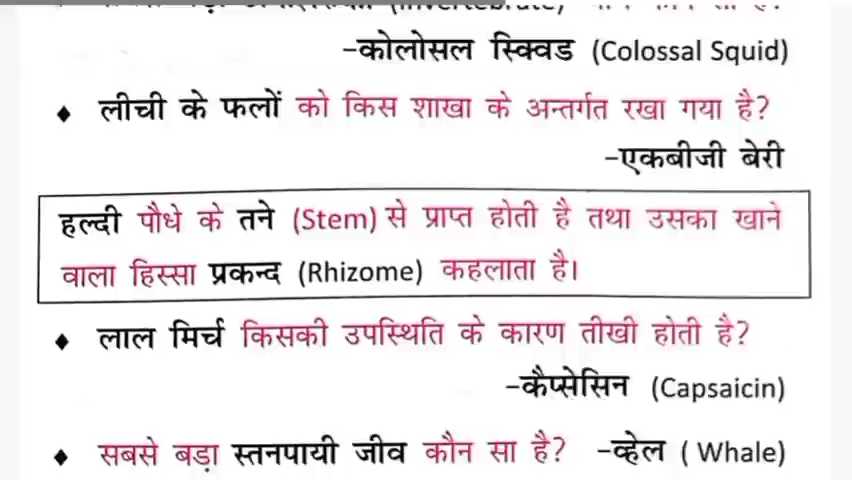 (Invertebrate)
-कोलोसल स्क्विड (Colossal Squid)
♦ लीची के फलों को किस शाखा के अन्तर्गत रखा गया है?
-एकबीजी बेरी
हल्दी पौधे के तने (Stem) से प्राप्त होती है तथा उसका खाने
वाला हिस्सा प्रकन्द (Rhizome) कहलाता है।
♦ लाल मिर्च किसकी उपस्थिति के कारण तीखी होती है?
-कैप्सेसिन (Capsaicin)
♦ सबसे बड़ा स्तनपायी जीव कौन सा है? -व्हेल ( Whale)